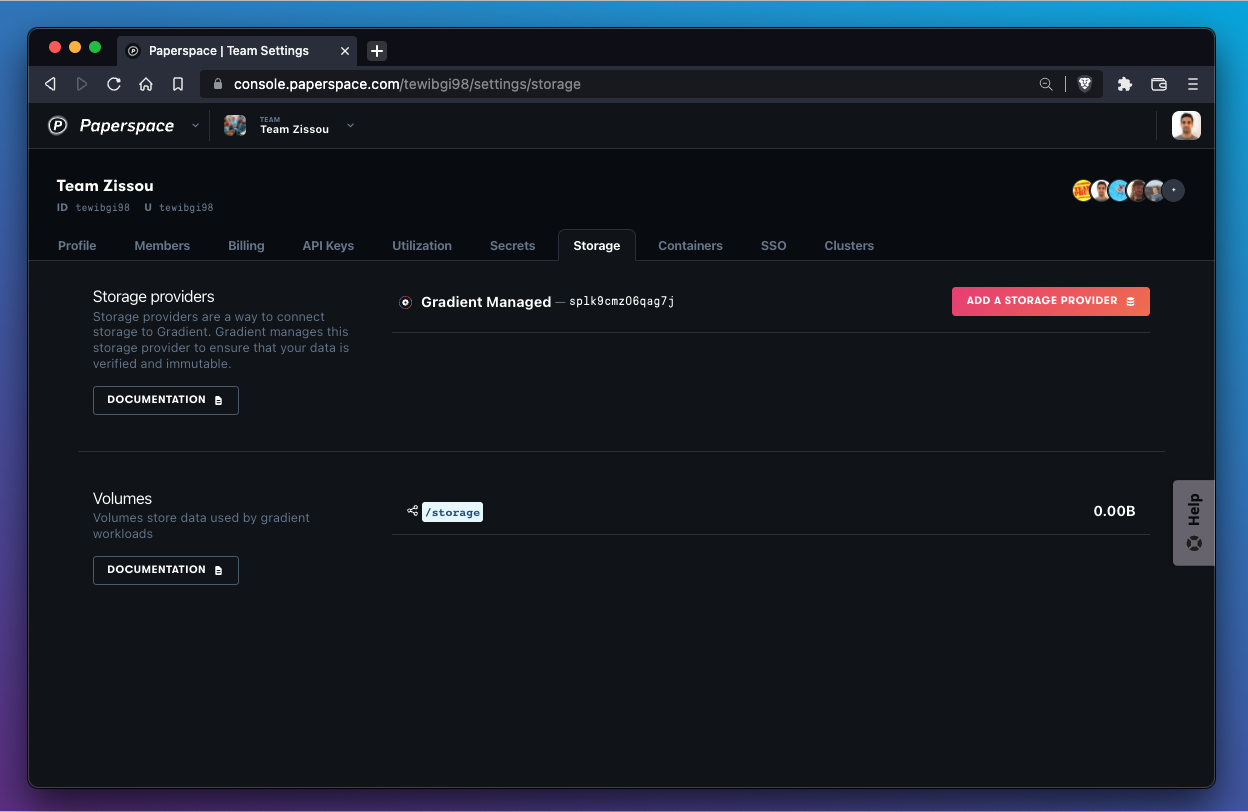 Paperspace | Team Settings
console.paperspace.com/tewibgi98/settings/storage
Paperspace
TEAM
Team Zissou
Team Zissou
ID tewibgi98 U tewibgi98
Profile Members Billing API Keys Utilization Secrets Storage Containers SSO Clusters
Storage providers
Storage providers are a way to connect
storage to Gradient. Gradient manages this
storage provider to ensure that your data is
verified and immutable.
DOCUMENTATION
Gradient Managed — splk9cmzO6qag7j
ADD A STORAGE PROVIDER
Volumes
Volumes store data used by gradient
workloads
DOCUMENTATION
/storage
0.00B
Help